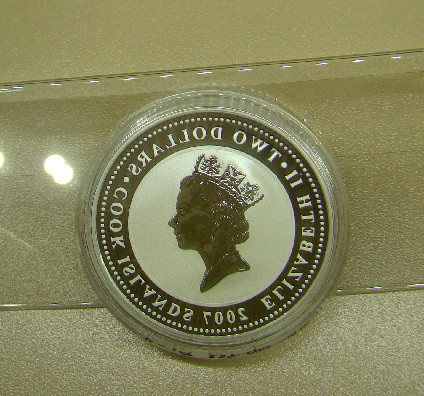 ELIZABETH II • TWO DOLLARS • COOK ISLANDS 2007